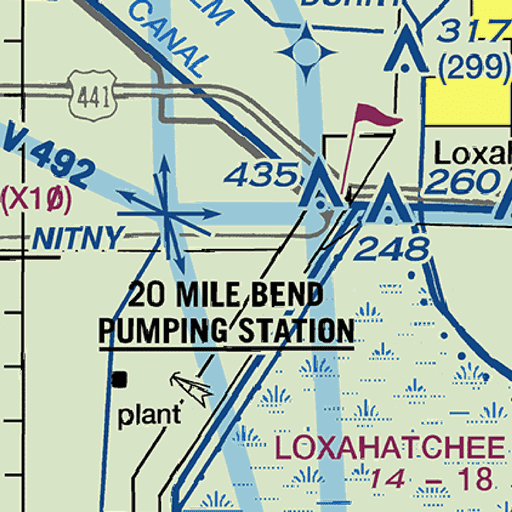 CANAL
317
(299)
441
V 492
Loxah
435
260
(X1Ø)
NITNY
248
20 MILE BEND
PUMPING STATION
plant
LOXAHATCHEE
14 - 18